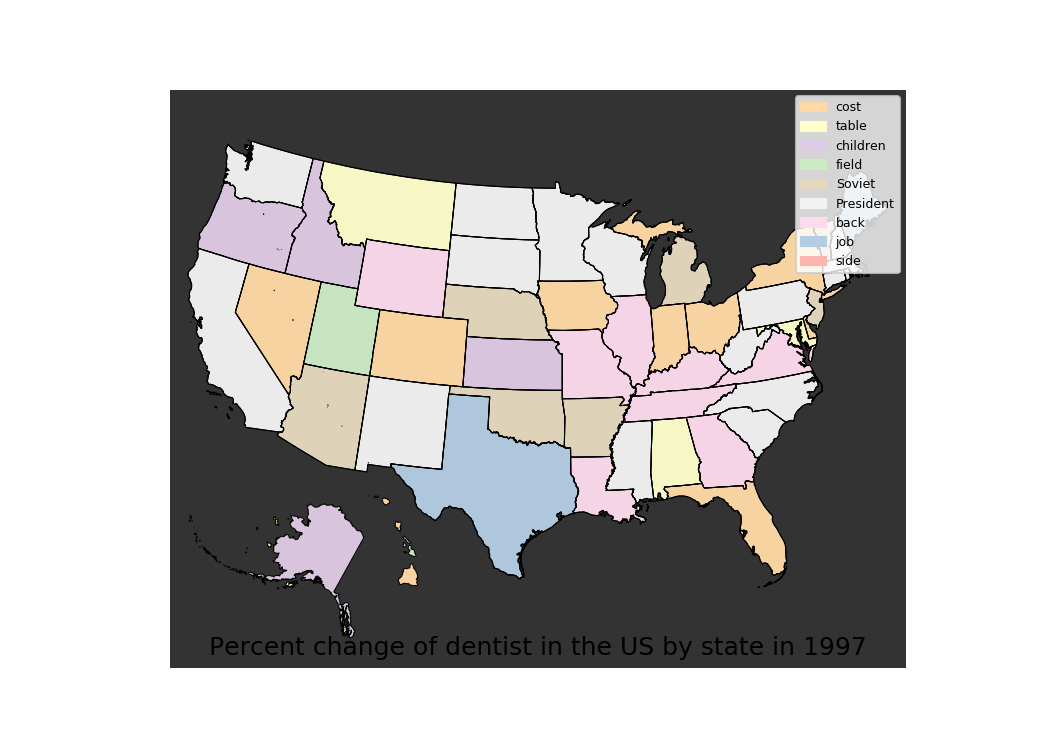 cost
table
children
field
Soviet
President
back
job
side
Percent change of dentist in the US by state in 1997